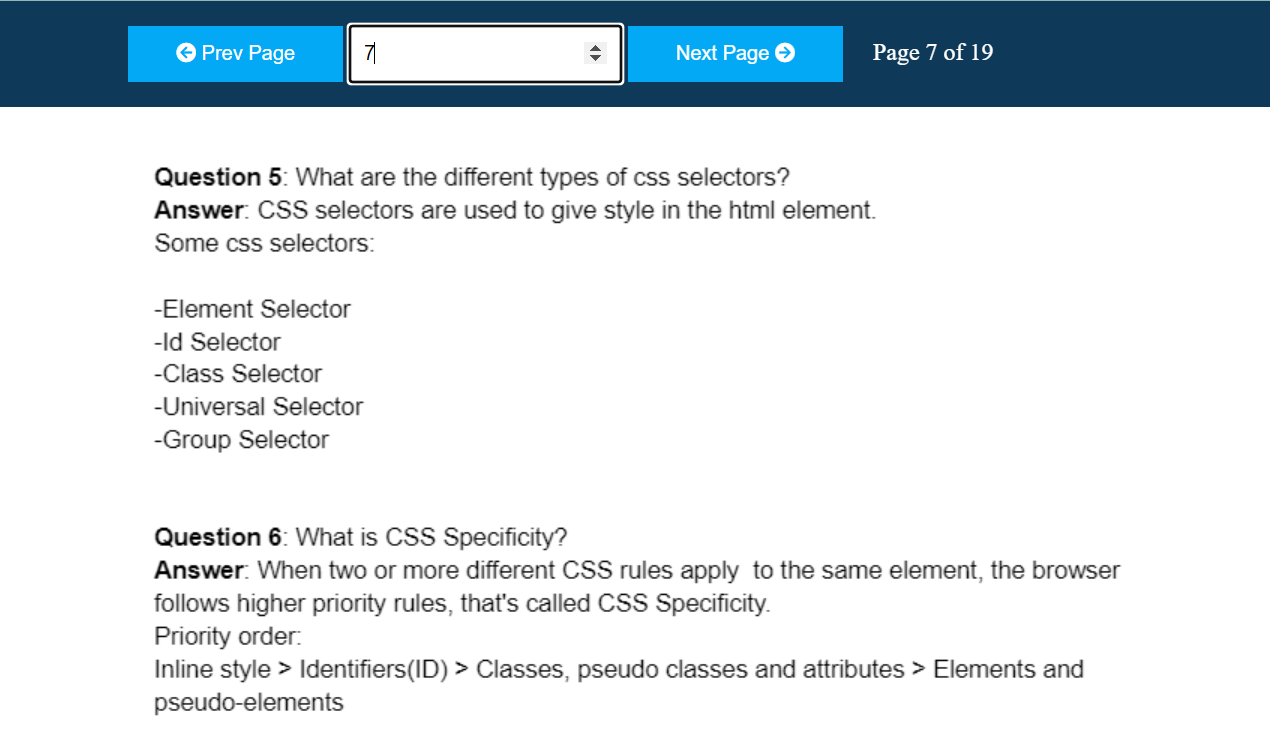 Prev Page
7
Next Page
Page 7 of 19
Question 5: What are the different types of css selectors?
Answer: CSS selectors are used to give style in the html element.
Some css selectors:
-Element Selector
-Id Selector
-Class Selector
-Universal Selector
-Group Selector
Question 6: What is CSS Specificity?
Answer: When two or more different CSS rules apply  to the same element, the browser
follows higher priority rules, that's called CSS Specificity.
Priority order:
Inline style > Identifiers(ID) > Classes, pseudo classes and attributes > Elements and
pseudo-elements